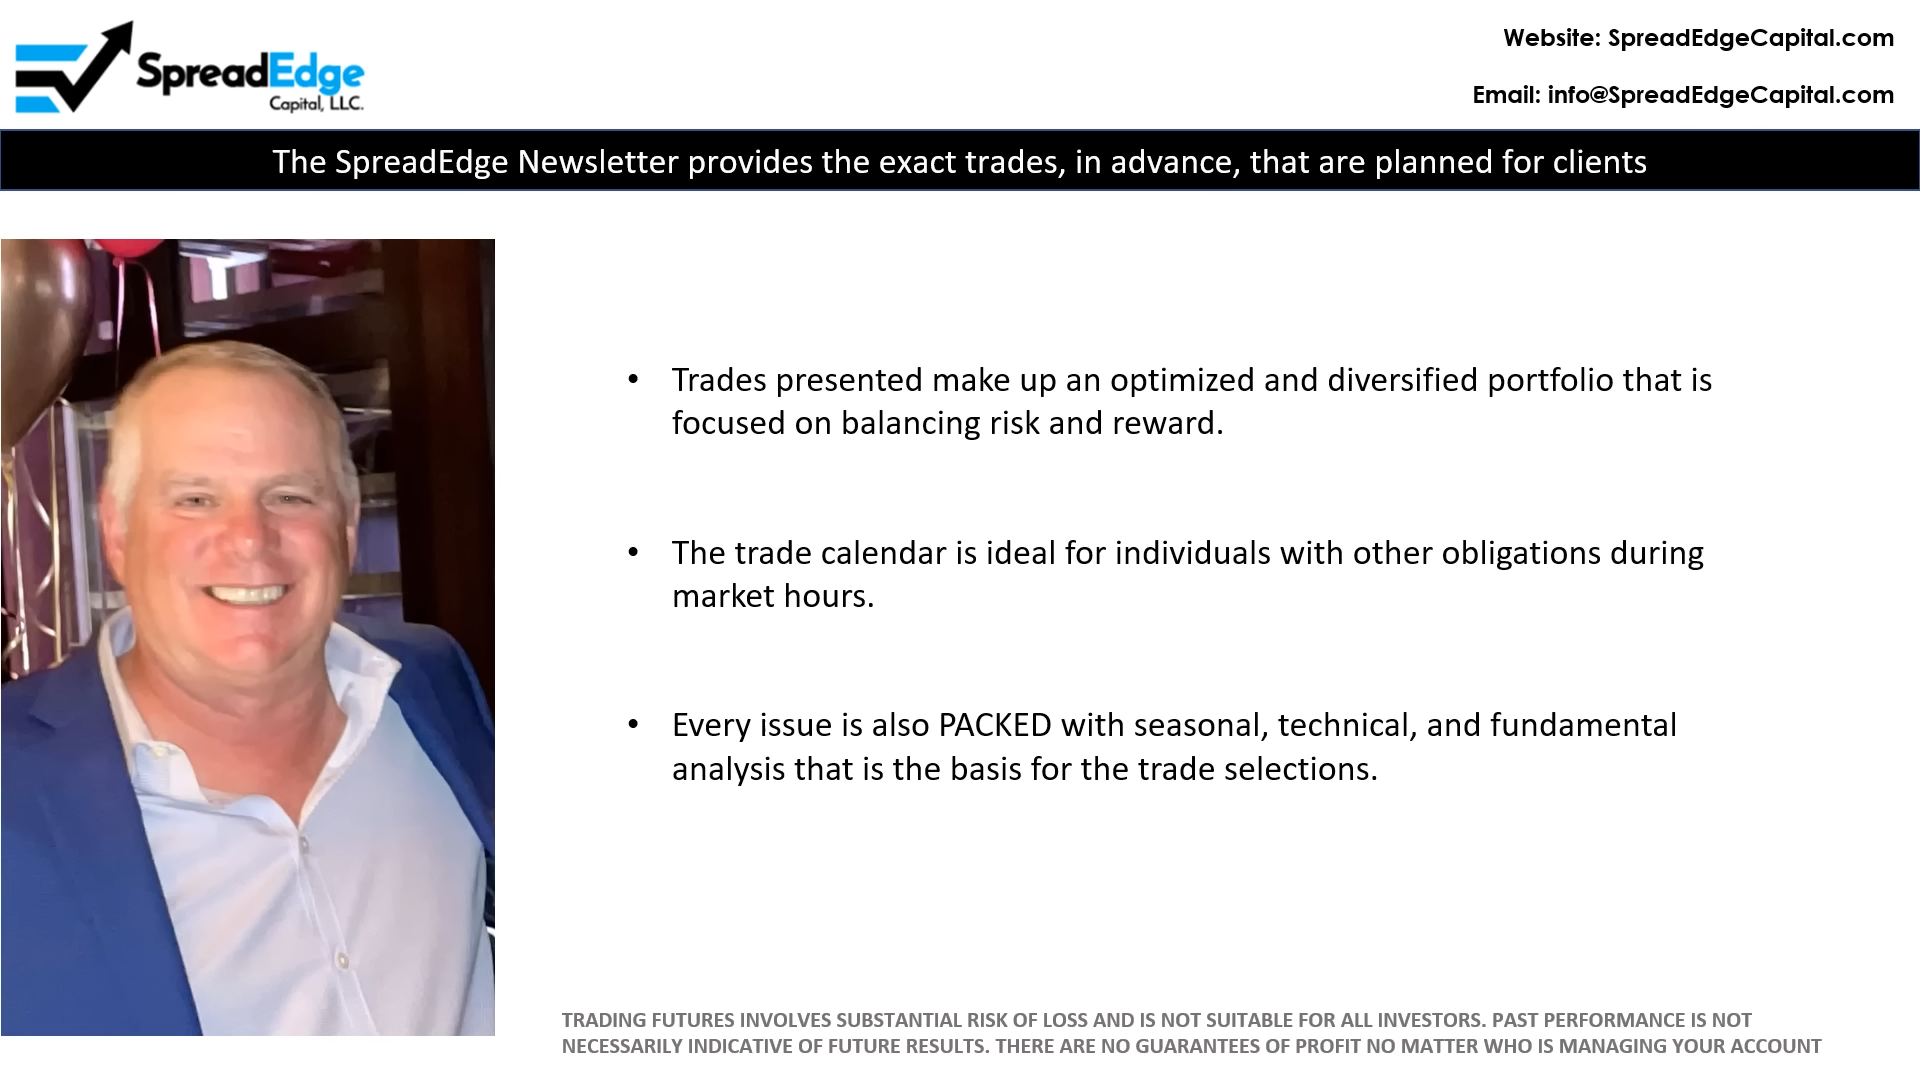 SpreadEdge
Capital, LLC.
Website: SpreadEdgeCapital.com
Email: info@SpreadEdgeCapital.com
The SpreadEdge Newsletter provides the exact trades, in advance, that are planned for clients
• Trades presented make up an optimized and diversified portfolio that is
focused on balancing risk and reward.
• The trade calendar is ideal for individuals with other obligations during
market hours.
• Every issue is also PACKED with seasonal, technical, and fundamental
analysis that is the basis for the trade selections.
TRADING FUTURES INVOLVES SUBSTANTIAL RISK OF LOSS AND IS NOT SUITABLE FOR ALL INVESTORS. PAST PERFORMANCE IS NOT
NECESSARILY INDICATIVE OF FUTURE RESULTS. THERE ARE NO GUARANTEES OF PROFIT NO MATTER WHO IS MANAGING YOUR ACCOUNT